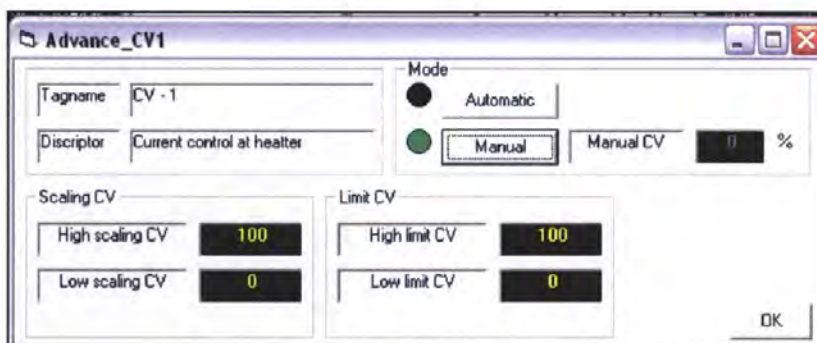 Advance_CV1
Tagname CV - 1
Discriptor Current control at heatter
Mode
Automatic
Manual Manual CV 0 %
Scaling CV
High scaling CV 100
Low scaling CV 0
Limit CV
High limit CV 100
Low limit CV 0
OK